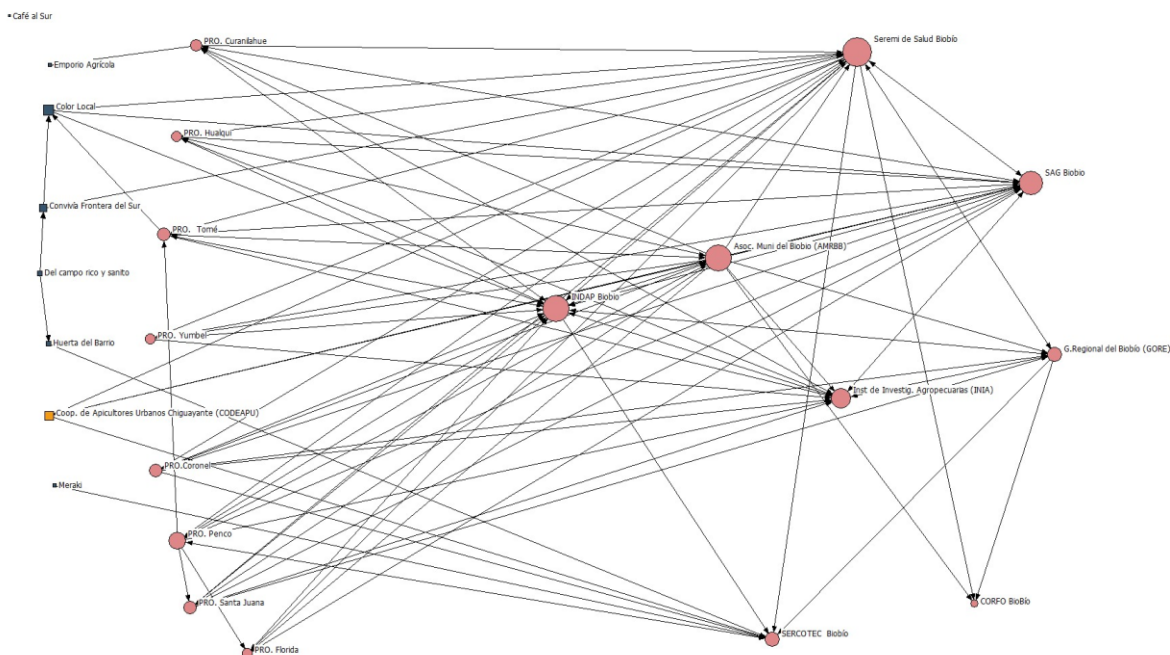 Café al Sur
PRO. Curanilahue
Seremi de Salud Biobío
Emporio Agrícola
Color Local
PRO. Hualqui
SAG Biobio
Convivía Frontera del Sur
PRO. Tomé
Asoc. Muni del Biobio (AMRBB)
Del campo rico y sanito
INDAP Biobio
PRO. Yumbel
Huerta del Barrio
G.Regional del Biobío (GORE)
Inst de Investig. Agropecuarias (INIA)
Coop. de Apicultores Urbanos Chiguayante (CODEAPU)
PRO.Coronel
Meraki
PRO. Penco
PRO. Santa Juana
CORFO BioBío
SERCOTEC Biobío
PRO. Florida